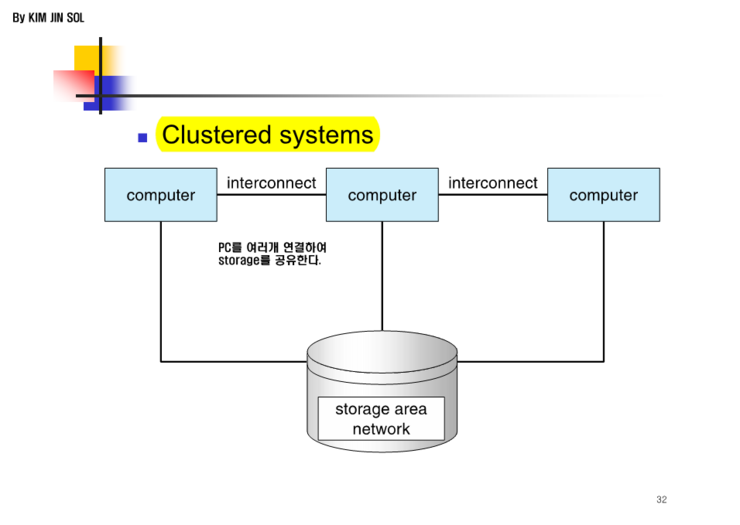 By KIM JIN SOL
Clustered systems
computer
interconnect
computer
interconnect
computer
PC를 여러개 연결하여
storage를 공유한다.
storage area
network
32